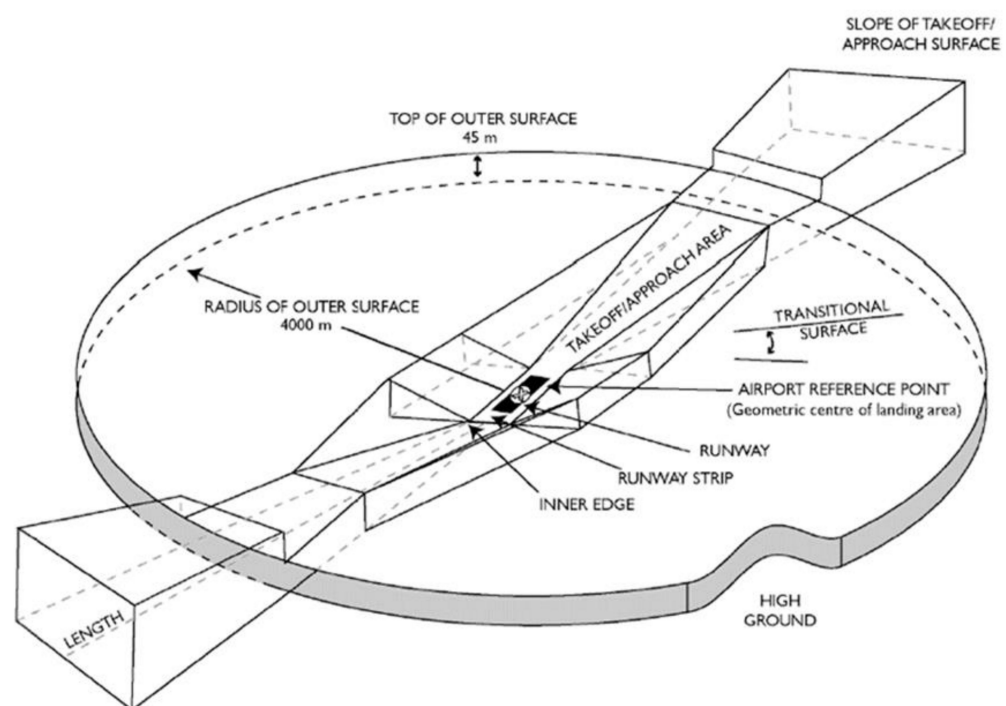 SLOPE OF TAKEOFF/
APPROACH SURFACE
TOP OF OUTER SURFACE
45 m
RADIUS OF OUTER SURFACE
4000 m
TAKEOFF/APPROACH AREA
TRANSITIONAL
SURFACE
AIRPORT REFERENCE POINT
(Geometric centre of landing area)
RUNWAY
RUNWAY STRIP
INNER EDGE
HIGH
GROUND
LENGTH